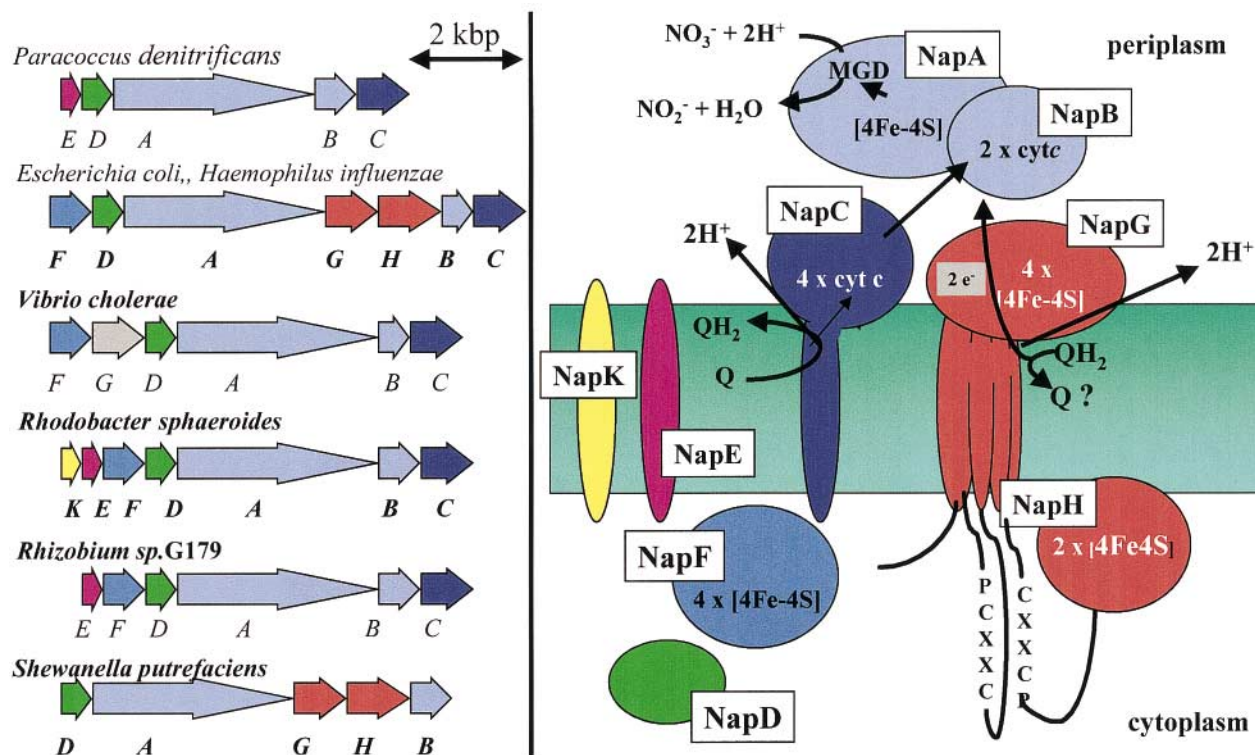 2 kbp
Paracoccus denitrificans
E D A B C
Escherichia coli,, Haemophilus influenzae
F D A G H B C
Vibrio cholerae
F G D A B C
Rhodobacter sphaeroides
K E F D A B C
Rhizobium sp.G179
E F D A B C
Shewanella putrefaciens
D A G H B
NO₃⁻ + 2H⁺
periplasm
NapA
MGD
NO₂⁻ + H₂O
[4Fe-4S]
NapB
2 x cytc
NapC
NapG
2H⁺
2H⁺
4 x cyt c
2 e⁻
4 x
[4Fe-4S]
QH₂
QH₂
NapK
Q
Q ?
NapE
NapH
NapF
2 x [4Fe4S]
4 x [4Fe-4S]
P
C
X
X
C
C
X
X
C
P
NapD
cytoplasm